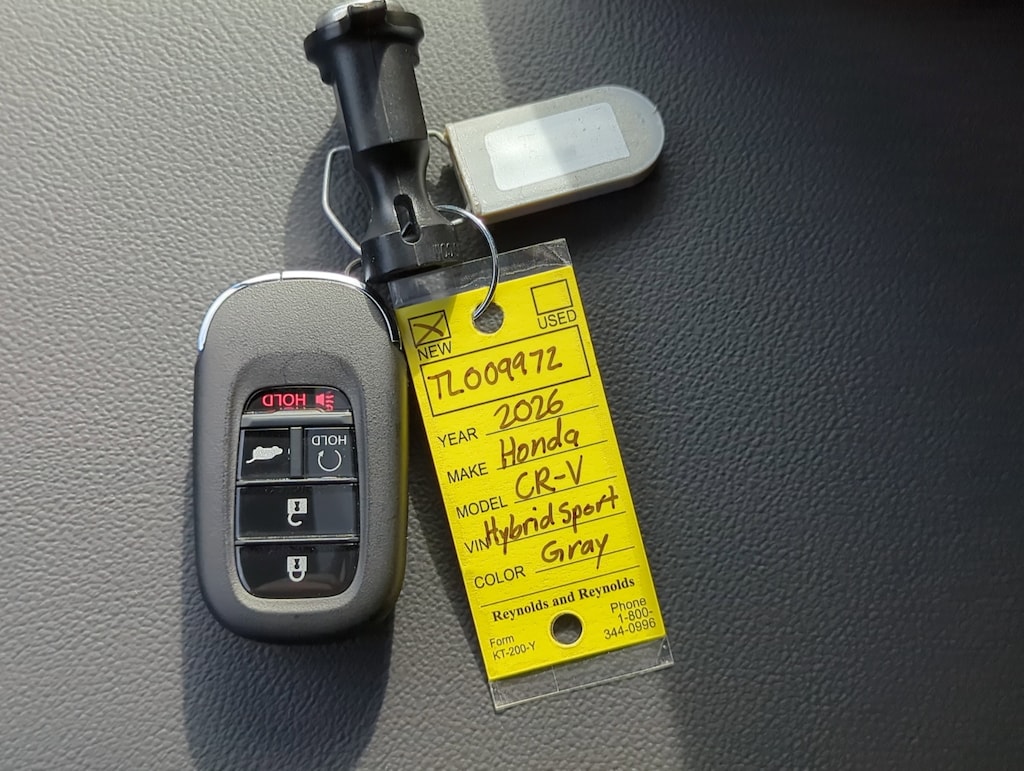 HOLD
HOLD
NEW
USED
TL009972
YEAR 2026
MAKE Honda
MODEL CR-V
VIN Hybrid Sport
COLOR Gray
Reynolds and Reynolds
Form
KT-200-Y
Phone
1-800-
344-0996